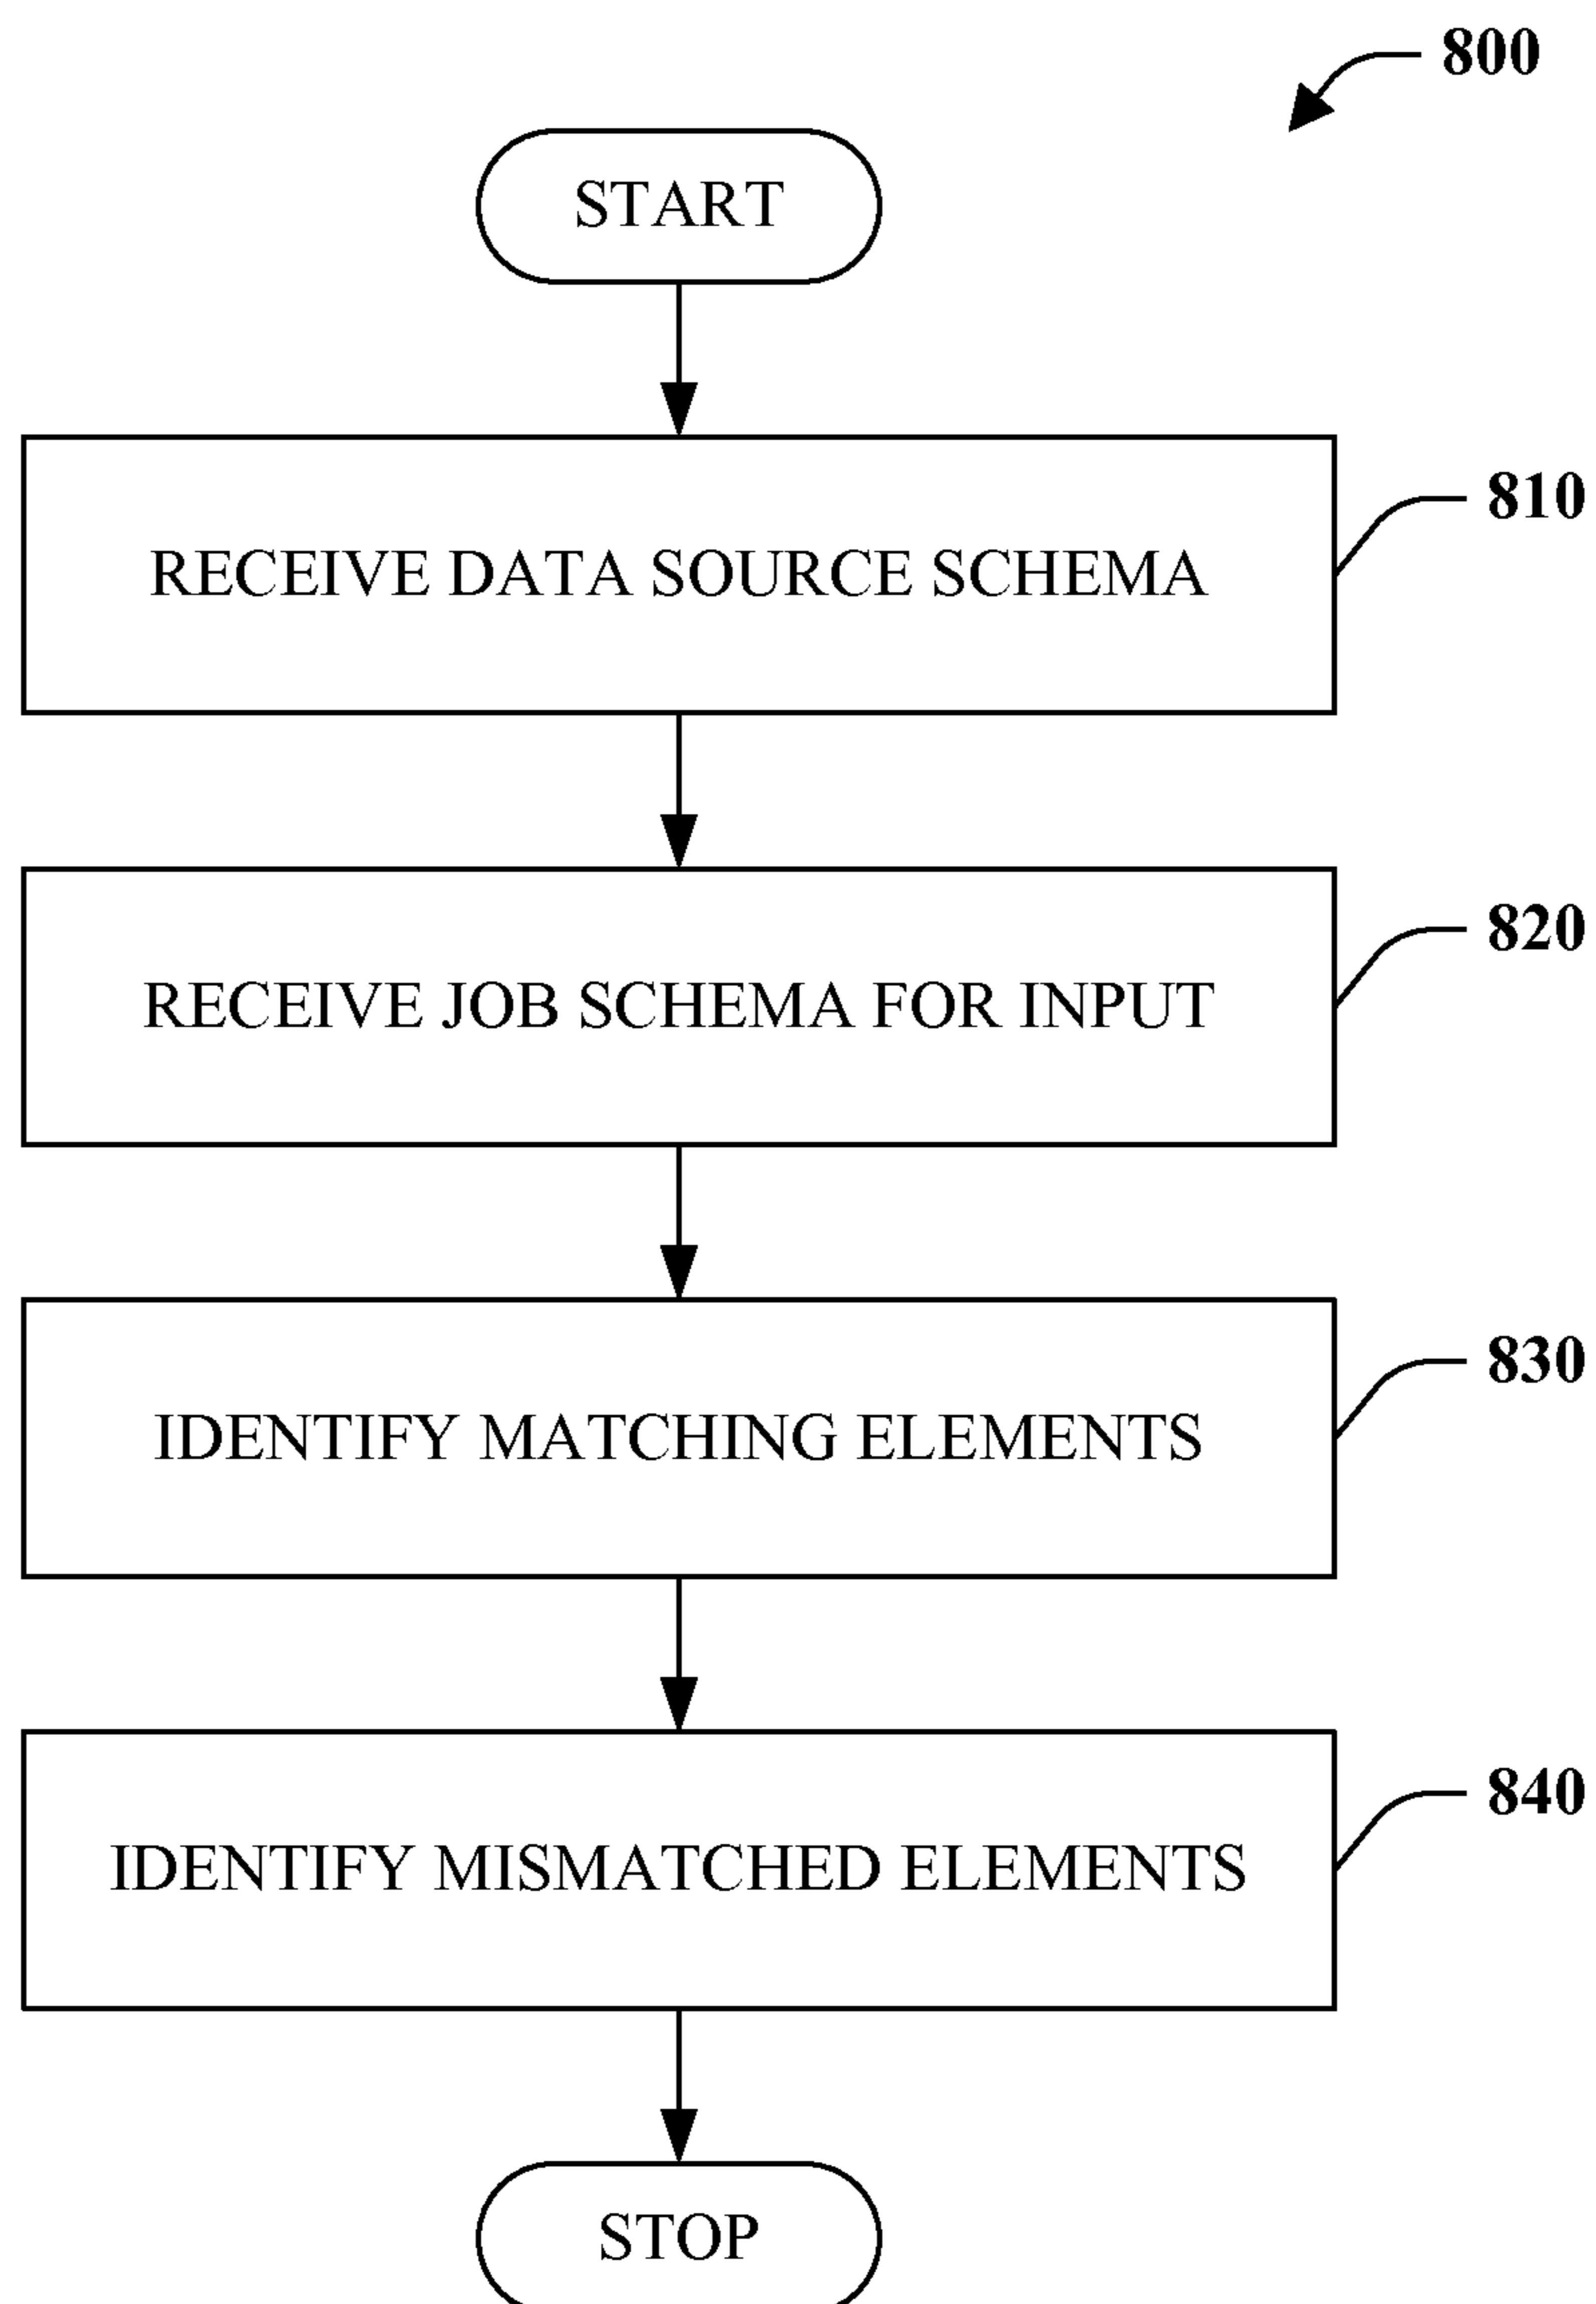 800
START
RECEIVE DATA SOURCE SCHEMA
810
RECEIVE JOB SCHEMA FOR INPUT
820
IDENTIFY MATCHING ELEMENTS
830
IDENTIFY MISMATCHED ELEMENTS
840
STOP